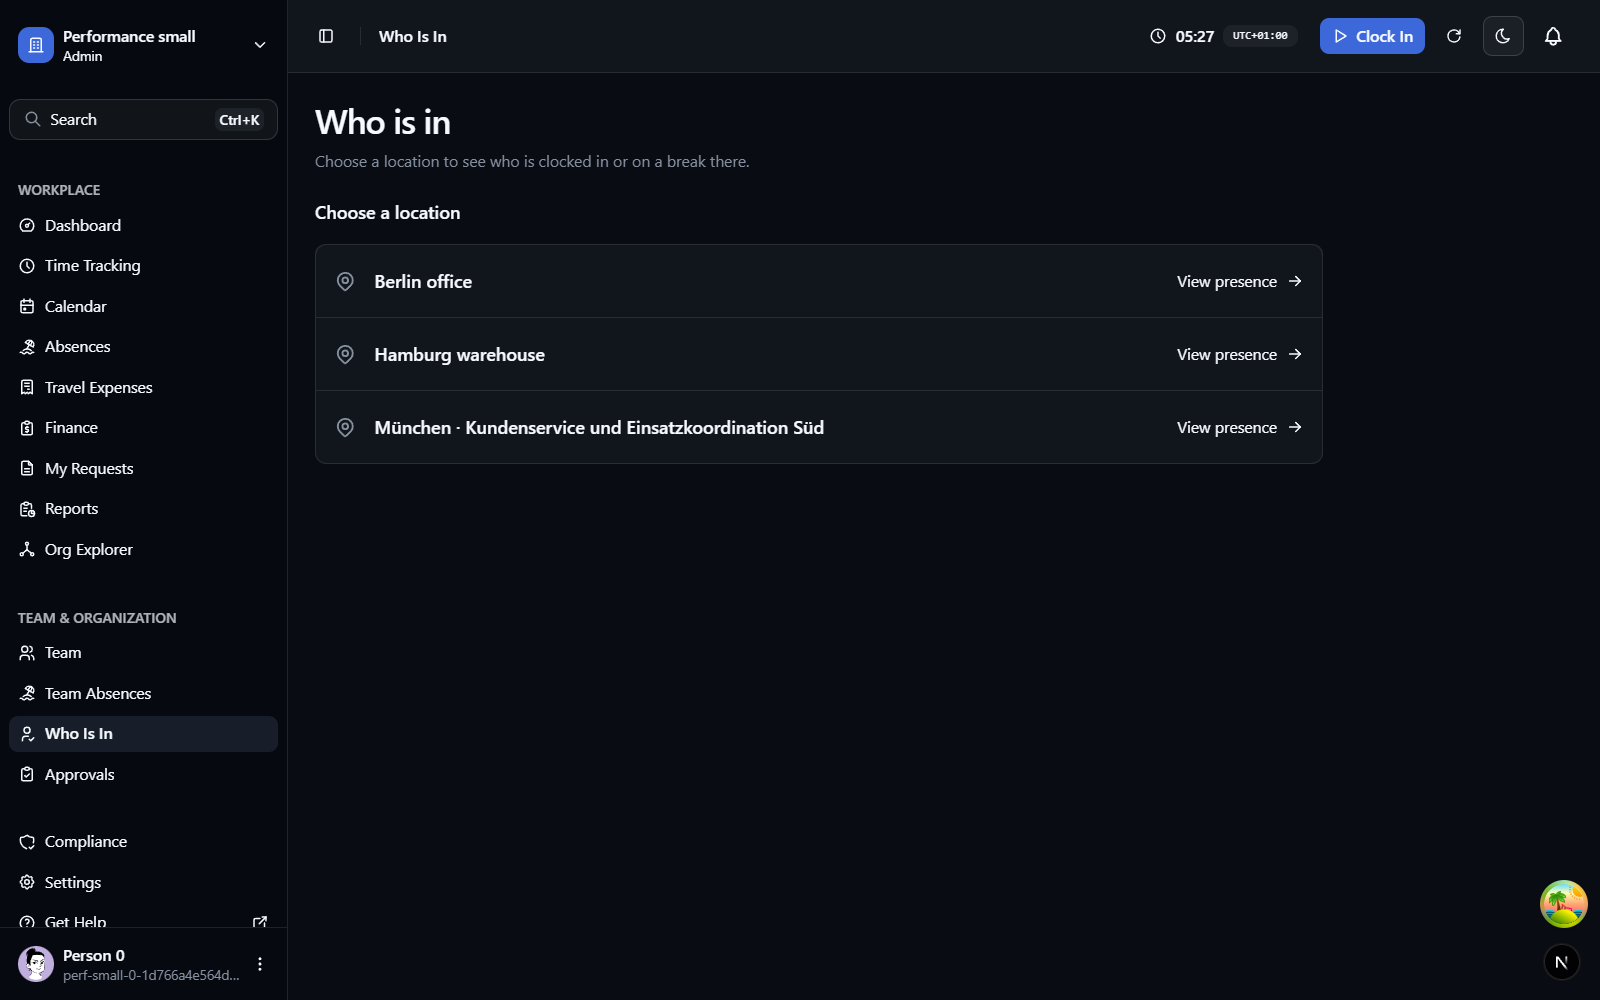 Performance small
Admin
Search
Ctrl+K
WORKPLACE
Dashboard
Time Tracking
Calendar
Absences
Travel Expenses
Finance
My Requests
Reports
Org Explorer
TEAM & ORGANIZATION
Team
Team Absences
Who Is In
Approvals
Compliance
Settings
Get Help
Person 0
perf-small-0-1d766a4e564d...
Who Is In
05:27
UTC+01:00
Clock In
Who is in
Choose a location to see who is clocked in or on a break there.
Choose a location
Berlin office
View presence
Hamburg warehouse
View presence
München · Kundenservice und Einsatzkoordination Süd
View presence
N